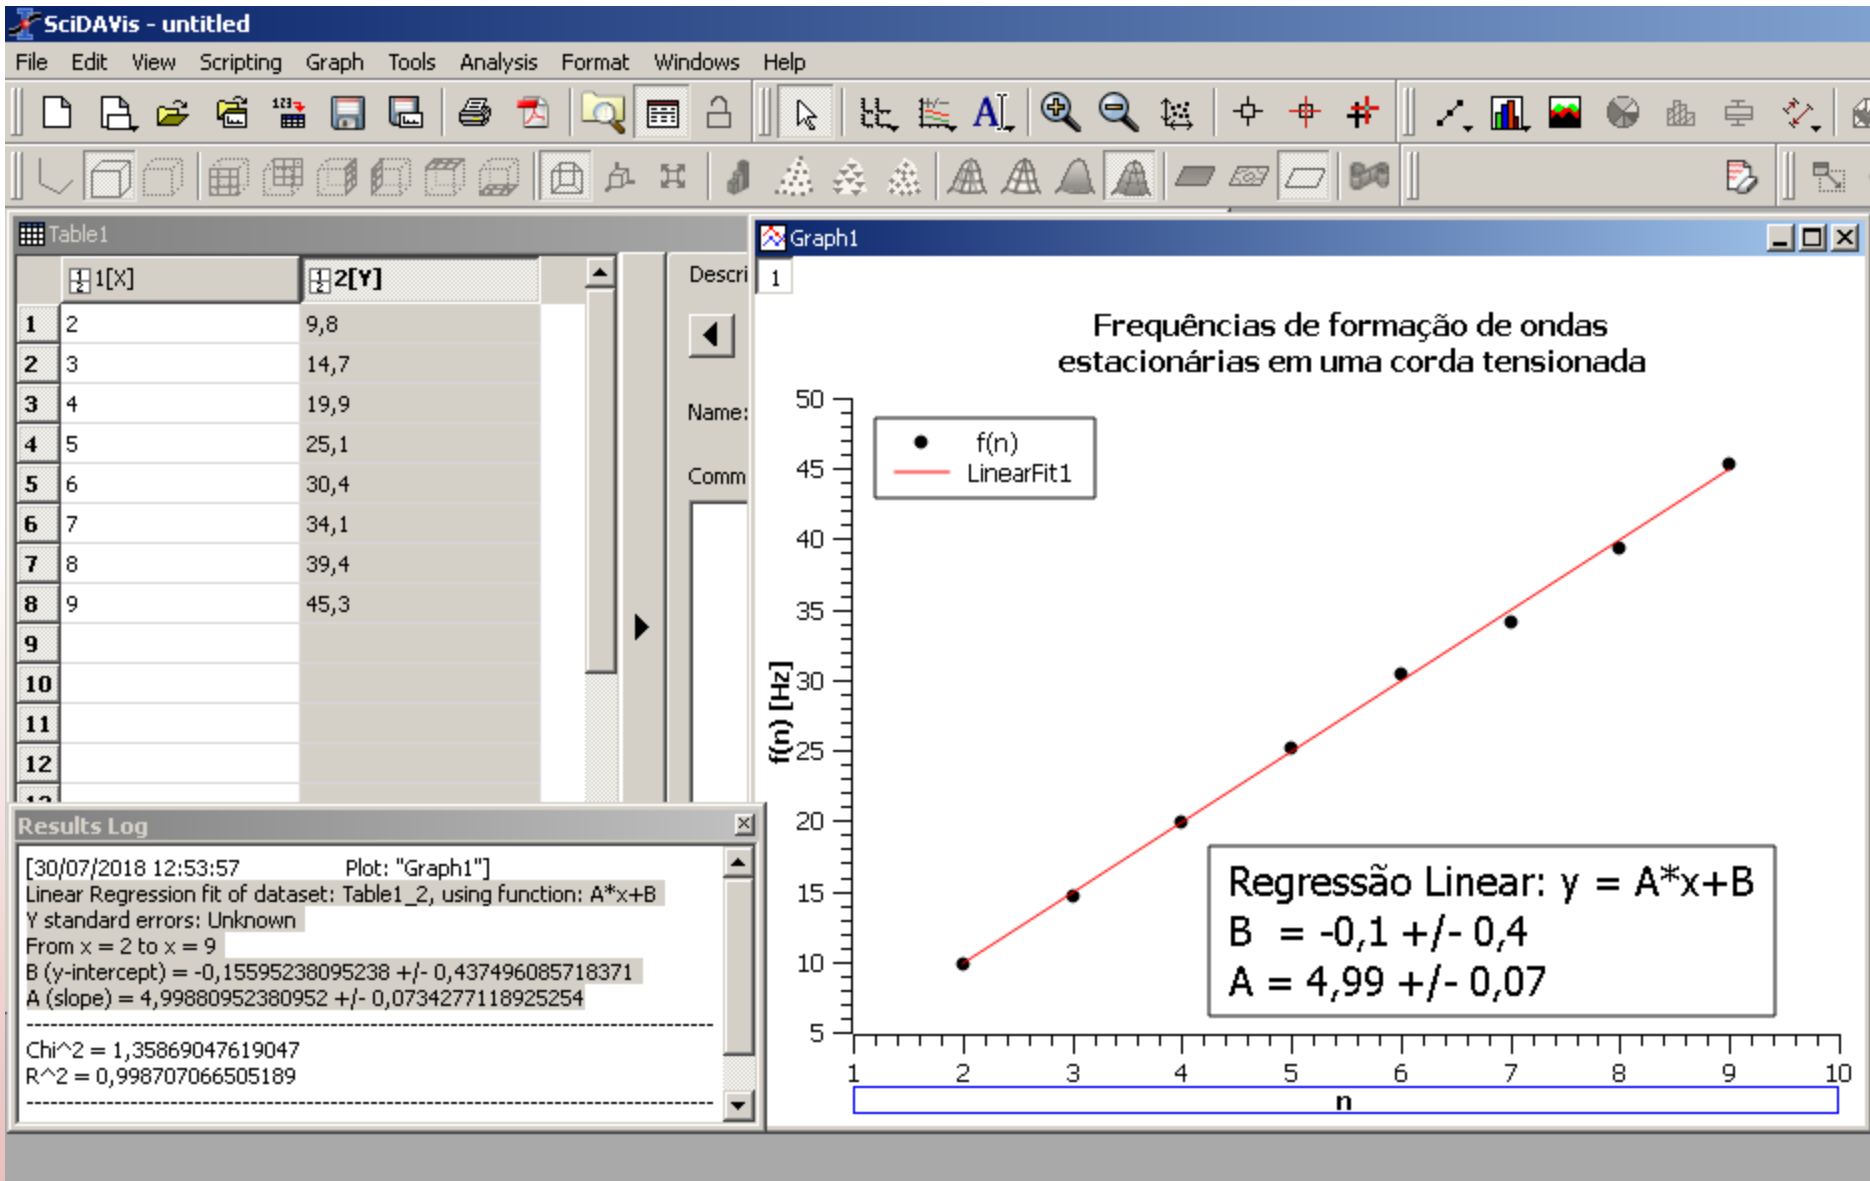 SciDAVis - untitled
File Edit View Scripting Graph Tools Analysis Format Windows Help
Table1
1[X] 2[Y]
1 2 9,8
2 3 14,7
3 4 19,9
4 5 25,1
5 6 30,4
6 7 34,1
7 8 39,4
8 9 45,3
9
10
11
12
Descri
Name:
Comm
Graph1
1
Frequências de formação de ondas
estacionárias em uma corda tensionada
f(n)
LinearFit1
50
45
40
35
30
25
20
15
10
5
f(n) [Hz]
Regressão Linear: y = A*x+B
B = -0,1 +/- 0,4
A = 4,99 +/- 0,07
1 2 3 4 5 6 7 8 9 10
n
Results Log
[30/07/2018 12:53:57 Plot: "Graph1"]
Linear Regression fit of dataset: Table1_2, using function: A*x+B
Y standard errors: Unknown
From x = 2 to x = 9
B (y-intercept) = -0,15595238095238 +/- 0,437496085718371
A (slope) = 4,99880952380952 +/- 0,0734277118925254
Chi^2 = 1,35869047619047
R^2 = 0,998707066505189